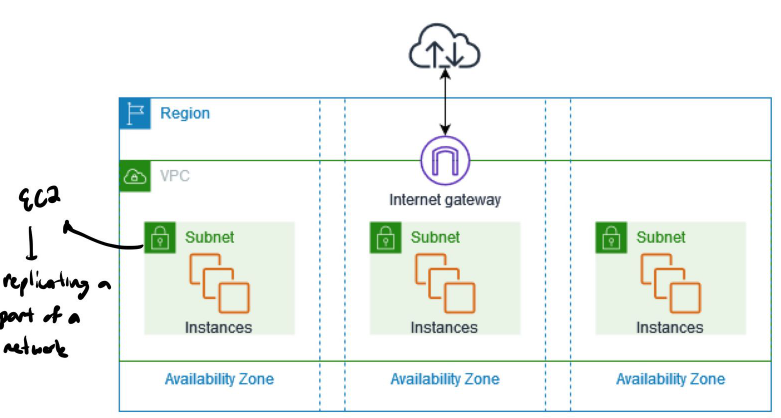 Region
VPC
Internet gateway
EC2
replicating a
part of a
network
Subnet
Instances
Subnet
Instances
Subnet
Instances
Availability Zone
Availability Zone
Availability Zone